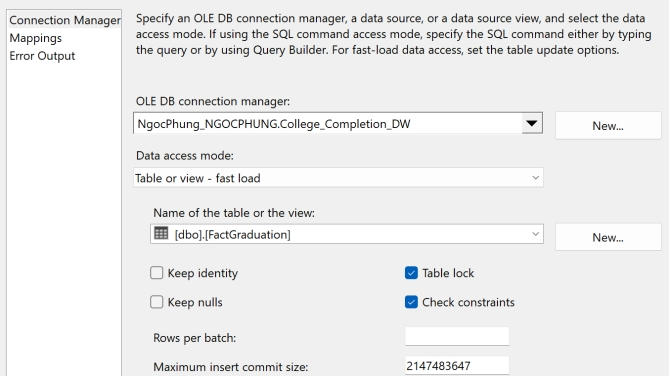 Connection Manager
Mappings
Error Output
Specify an OLE DB connection manager, a data source, or a data source view, and select the data
access mode. If using the SQL command access mode, specify the SQL command either by typing
the query or by using Query Builder. For fast-load data access, set the table update options.
OLE DB connection manager:
NgocPhung_NGOCPHUNG.College_Completion_DW
New...
Data access mode:
Table or view - fast load
Name of the table or the view:
[dbo].[FactGraduation]
New...
Keep identity
Table lock
Keep nulls
Check constraints
Rows per batch:
Maximum insert commit size:
2147483647